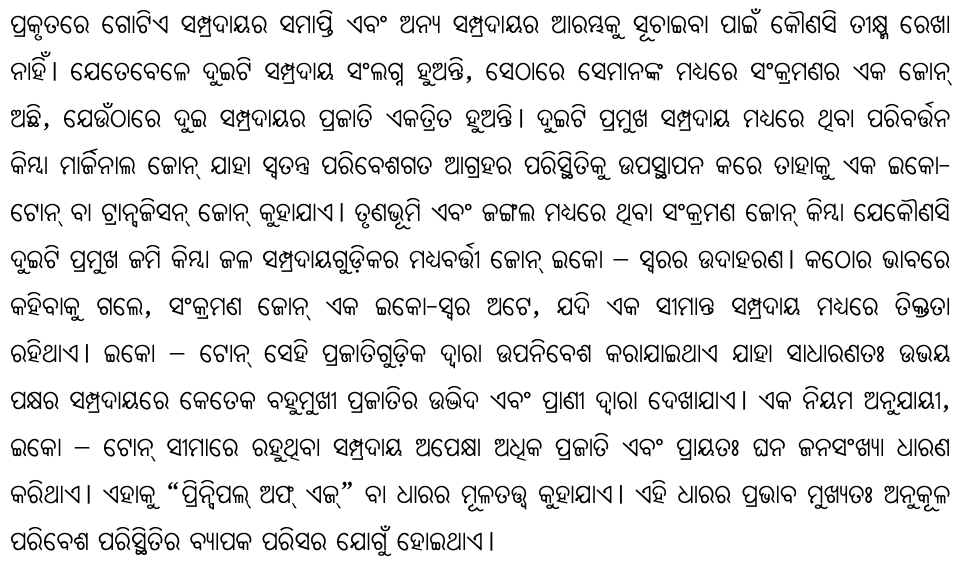 ପ୍ରକୃତରେ ଗୋଟିଏ ସମ୍ପ୍ରଦାୟର ସମାପ୍ତି ଏବଂ ଅନ୍ୟ ସମ୍ପ୍ରଦାୟର ଆରମ୍ଭକୁ ସୂଚାଇବା ପାଇଁ କୌଣସି ତୀକ୍ଷ୍ଣ ରେଖା
ନାହିଁ। ଯେତେବେଳେ ଦୁଇଟି ସମ୍ପ୍ରଦାୟ ସଂଲଗ୍ନ ହୁଅନ୍ତି, ସେଠାରେ ସେମାନଙ୍କ ମଧ୍ୟରେ ସଂକ୍ରମଣର ଏକ ଜୋନ୍
ଅଛି, ଯେଉଁଠାରେ ଦୁଇ ସମ୍ପ୍ରଦାୟର ପ୍ରଜାତି ଏକତ୍ରିତ ହୁଅନ୍ତି। ଦୁଇଟି ପ୍ରମୁଖ ସମ୍ପ୍ରଦାୟ ମଧ୍ୟରେ ଥିବା ପରିବର୍ତ୍ତନ
କିମ୍ବା ମାର୍ଜିନାଲ ଜୋନ୍ ଯାହା ସ୍ୱତନ୍ତ୍ର ପରିବେଶଗତ ଆଗ୍ରହର ପରିସ୍ଥିତିକୁ ଉପସ୍ଥାପନ କରେ ତାହାକୁ ଏକ ଇକୋ-
ଟୋନ୍ ବା ଟ୍ରାନ୍ସଜିସନ୍ ଜୋନ୍ କୁହାଯାଏ। ତୃଣଭୂମି ଏବଂ ଜଙ୍ଗଲ ମଧ୍ୟରେ ଥିବା ସଂକ୍ରମଣ ଜୋନ୍ କିମ୍ବା ଯେକୌଣସି
ଦୁଇଟି ପ୍ରମୁଖ ଜମି କିମ୍ବା ଜଳ ସମ୍ପ୍ରଦାୟଗୁଡ଼ିକର ମଧ୍ୟବର୍ତ୍ତୀ ଜୋନ୍ ଇକୋ – ସ୍ୱରର ଉଦାହରଣ। କଠୋର ଭାବରେ
କହିବାକୁ ଗଲେ, ସଂକ୍ରମଣ ଜୋନ୍ ଏକ ଇକୋ-ସ୍ୱର ଅଟେ, ଯଦି ଏକ ସୀମାନ୍ତ ସମ୍ପ୍ରଦାୟ ମଧ୍ୟରେ ତିକ୍ତତା
ରହିଥାଏ। ଇକୋ – ଟୋନ୍ ସେହି ପ୍ରଜାତିଗୁଡ଼ିକ ଦ୍ୱାରା ଉପନିବେଶ କରାଯାଇଥାଏ ଯାହା ସାଧାରଣତଃ ଉଭୟ
ପକ୍ଷର ସମ୍ପ୍ରଦାୟରେ କେତେକ ବହୁମୁଖୀ ପ୍ରଜାତିର ଉଦ୍ଭିଦ ଏବଂ ପ୍ରାଣୀ ଦ୍ୱାରା ଦେଖାଯାଏ। ଏକ ନିୟମ ଅନୁଯାୟୀ,
ଇକୋ – ଟୋନ୍ ସୀମାରେ ରହୁଥିବା ସମ୍ପ୍ରଦାୟ ଅପେକ୍ଷା ଅଧିକ ପ୍ରଜାତି ଏବଂ ପ୍ରାୟତଃ ଘନ ଜନସଂଖ୍ୟା ଧାରଣ
କରିଥାଏ। ଏହାକୁ “ପ୍ରିନ୍ସିପଲ୍ ଅଫ୍ ଏଜ୍” ବା ଧାରର ମୂଳତତ୍ତ୍ୱ କୁହାଯାଏ। ଏହି ଧାରର ପ୍ରଭାବ ମୁଖ୍ୟତଃ ଅନୁକୂଳ
ପରିବେଶ ପରିସ୍ଥିତିର ବ୍ୟାପକ ପରିସର ଯୋଗୁଁ ହୋଇଥାଏ।